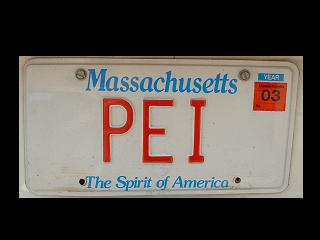 Massachusetts
YEAR
03
PEI
The Spirit of America